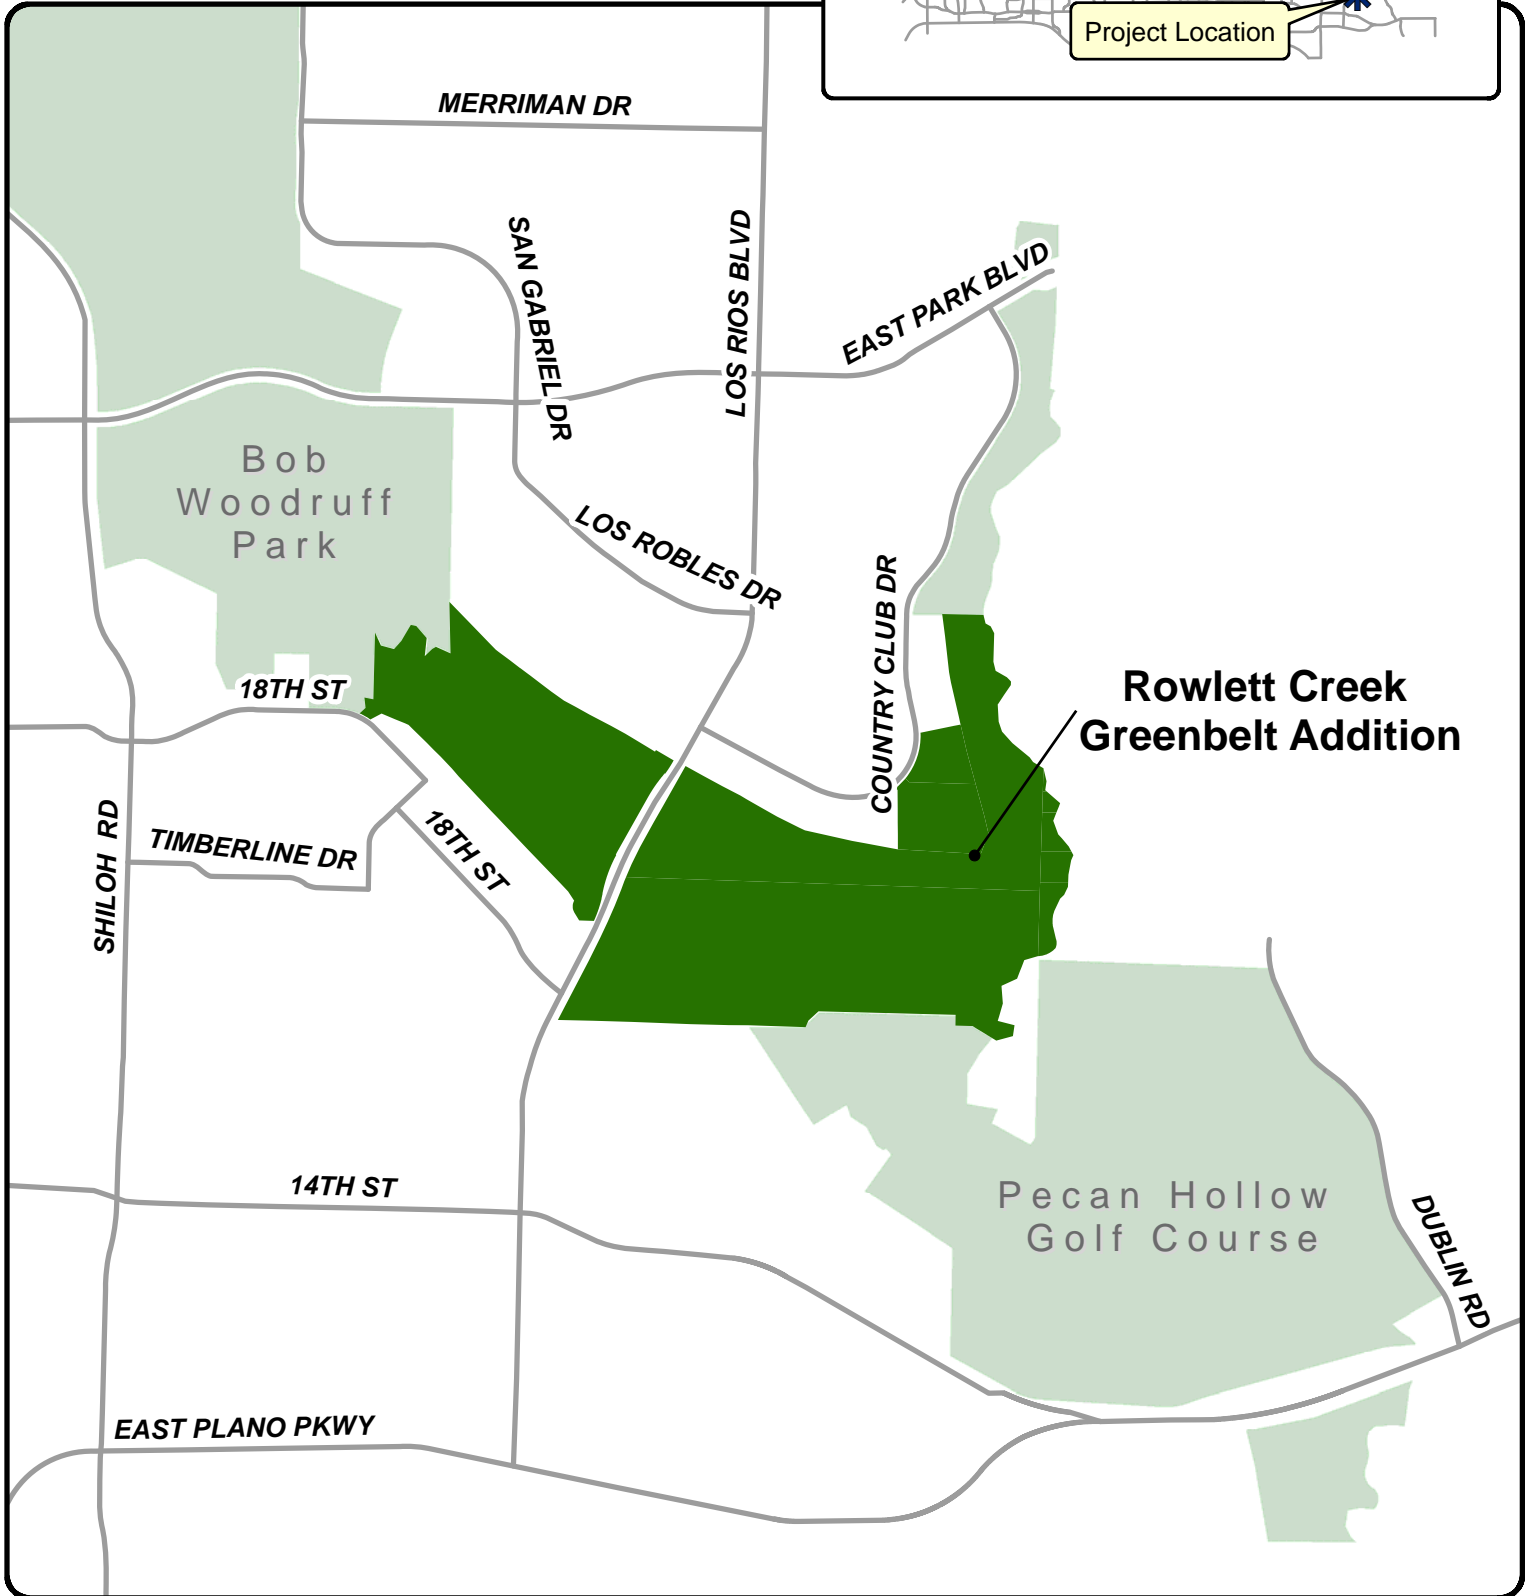 Project Location
MERRIMAN DR
SAN GABRIEL DR
LOS RIOS BLVD
EAST PARK BLVD
Bob
Woodruff
Park
LOS ROBLES DR
COUNTRY CLUB DR
18TH ST
Rowlett Creek
Greenbelt Addition
SHILOH RD
TIMBERLINE DR
18TH ST
14TH ST
Pecan Hollow
Golf Course
DUBLIN RD
EAST PLANO PKWY